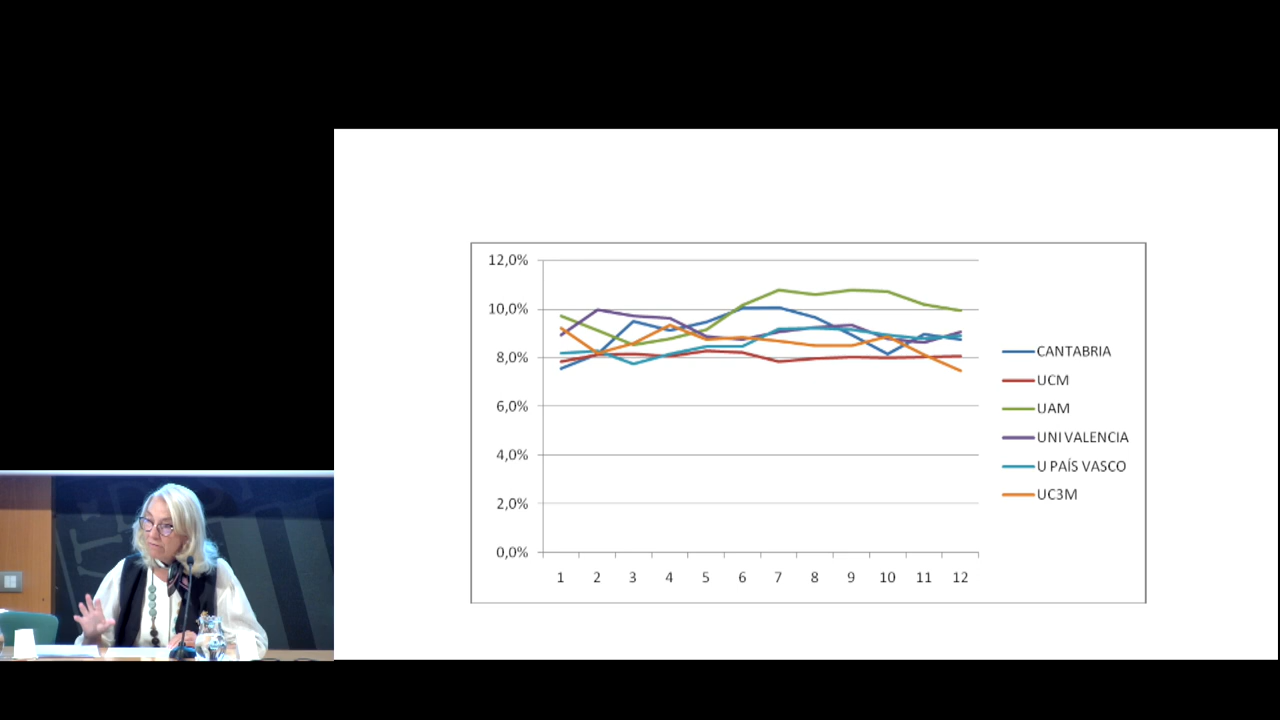 12,0%
10,0%
8,0%
6,0%
4,0%
2,0%
0,0%
1 2 3 4 5 6 7 8 9 10 11 12
CANTABRIA
UCM
UAM
UNI VALENCIA
U PAÍS VASCO
UC3M